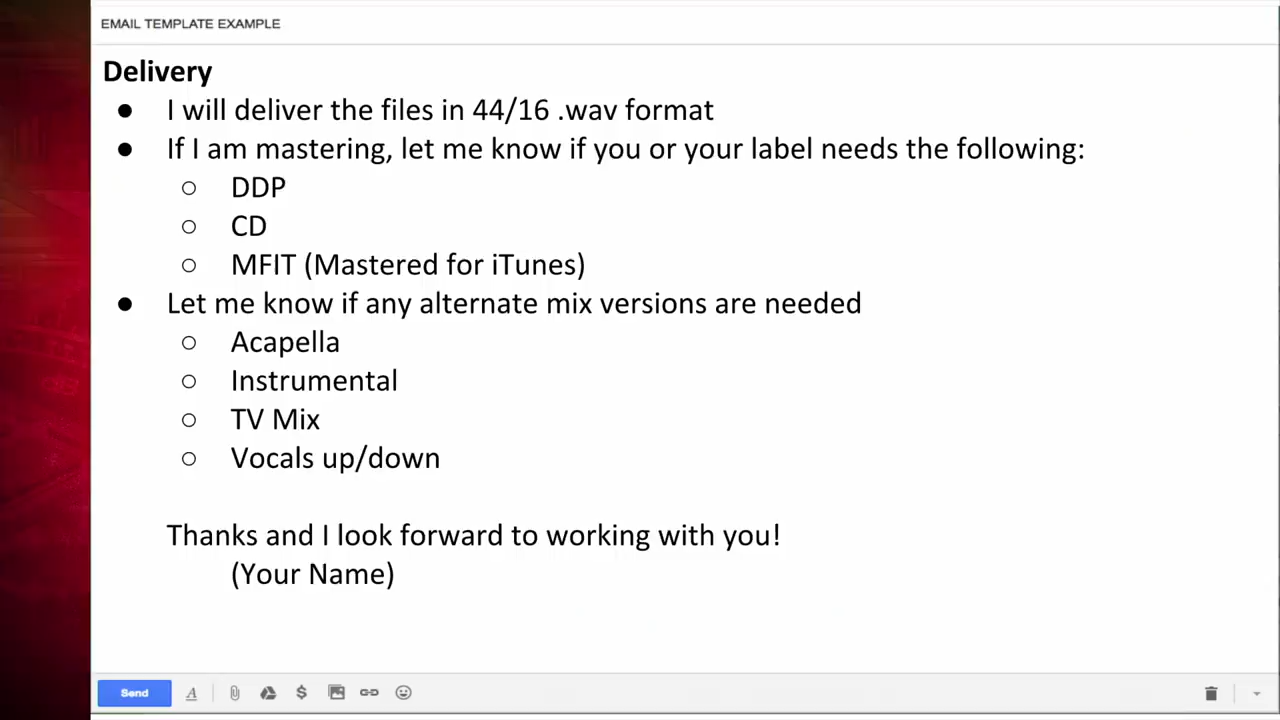 EMAIL TEMPLATE EXAMPLE
Delivery
● I will deliver the files in 44/16 .wav format
● If I am mastering, let me know if you or your label needs the following:
○ DDP
○ CD
○ MFIT (Mastered for iTunes)
● Let me know if any alternate mix versions are needed
○ Acapella
○ Instrumental
○ TV Mix
○ Vocals up/down
Thanks and I look forward to working with you!
(Your Name)
Send A $